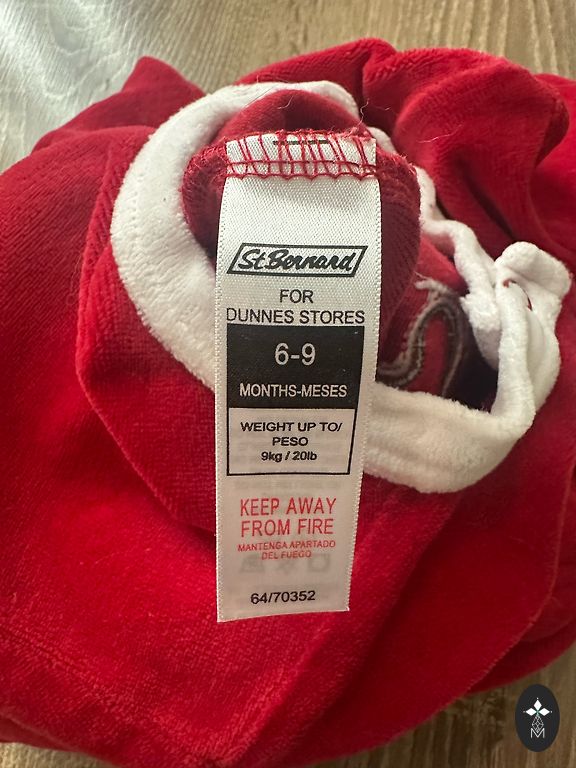 St Bernard
FOR
DUNNES STORES
6-9
MONTHS-MESES
WEIGHT UP TO/
PESO
9kg / 20lb
KEEP AWAY
FROM FIRE
MANTENGA APARTADO
DEL FUEGO
64/70352